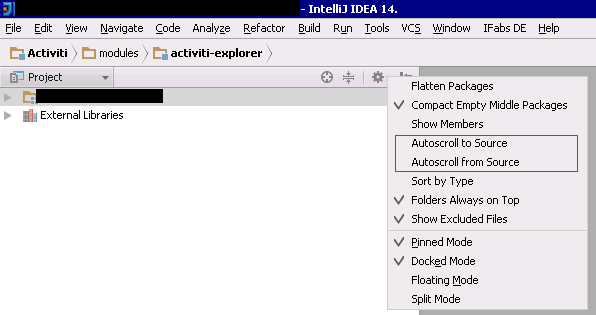 - IntelliJ IDEA 14.
File Edit View Navigate Code Analyze Refactor Build Run Tools VCS Window IFabs DE Help
Activiti modules activiti-explorer
Project
External Libraries
Flatten Packages
Compact Empty Middle Packages
Show Members
Autoscroll to Source
Autoscroll from Source
Sort by Type
Folders Always on Top
Show Excluded Files
Pinned Mode
Docked Mode
Floating Mode
Split Mode